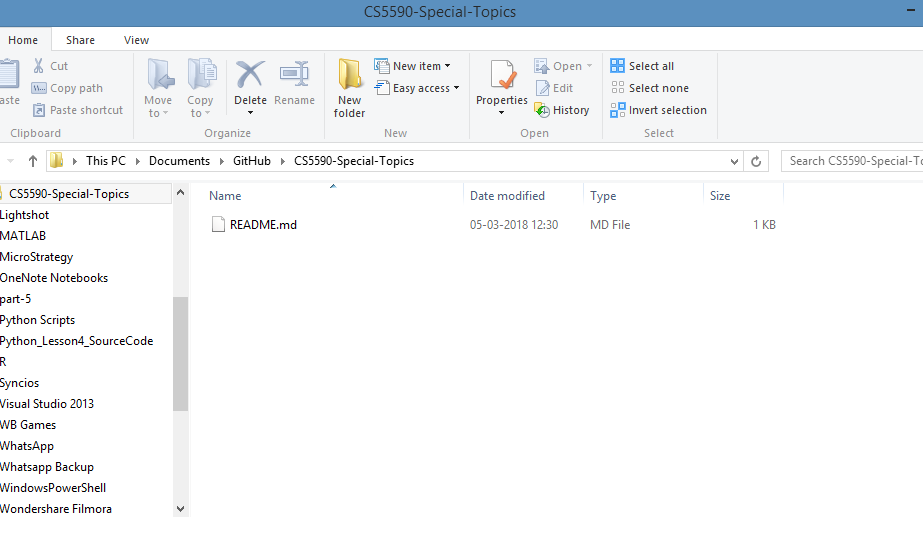 CS5590-Special-Topics
Home Share View
aste
Cut
Copy path
Paste shortcut
Clipboard
Move to
Copy to
Delete
Rename
Organize
New folder
New item
Easy access
New
Properties
Open
Edit
History
Open
Select all
Select none
Invert selection
Select
This PC Documents GitHub CS5590-Special-Topics
Search CS5590-Special-To
CS5590-Special-Topics
Lightshot
MATLAB
MicroStrategy
OneNote Notebooks
part-5
Python Scripts
Python_Lesson4_SourceCode
R
Syncios
Visual Studio 2013
WB Games
WhatsApp
Whatsapp Backup
WindowsPowerShell
Wondershare Filmora
Name Date modified Type Size
README.md 05-03-2018 12:30 MD File 1 KB